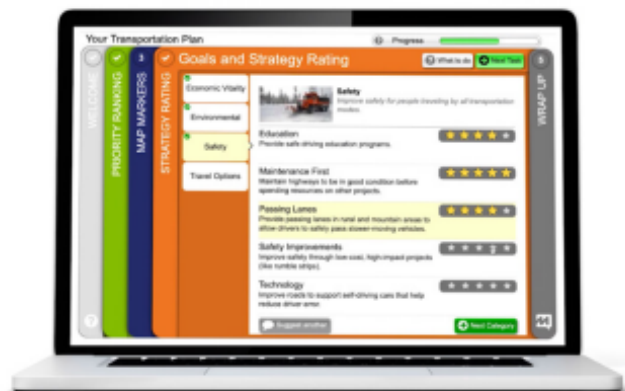 Your Transportation Plan
Progress
WELCOME
PRIORITY RANKING
3
MAP MARKERS
STRATEGY RATING
Goals and Strategy Rating
What to do
Next Task
5
WRAP UP
Economic Vitality
Environmental
Safety
Travel Options
Safety
Improve safety for people traveling by all transportation
modes.
Education
Provide safe driving education programs.
Maintenance First
Maintain highways to be in good condition before
spending resources on other projects.
Passing Lanes
Provide passing lanes in rural and mountain areas to
allow drivers to safely pass slower-moving vehicles.
Safety Improvements
Improve safety through low cost, high-impact projects
(like rumble strips).
Technology
Improve roads to support self-driving cars that help
reduce driver error.
Suggest another
Next Category